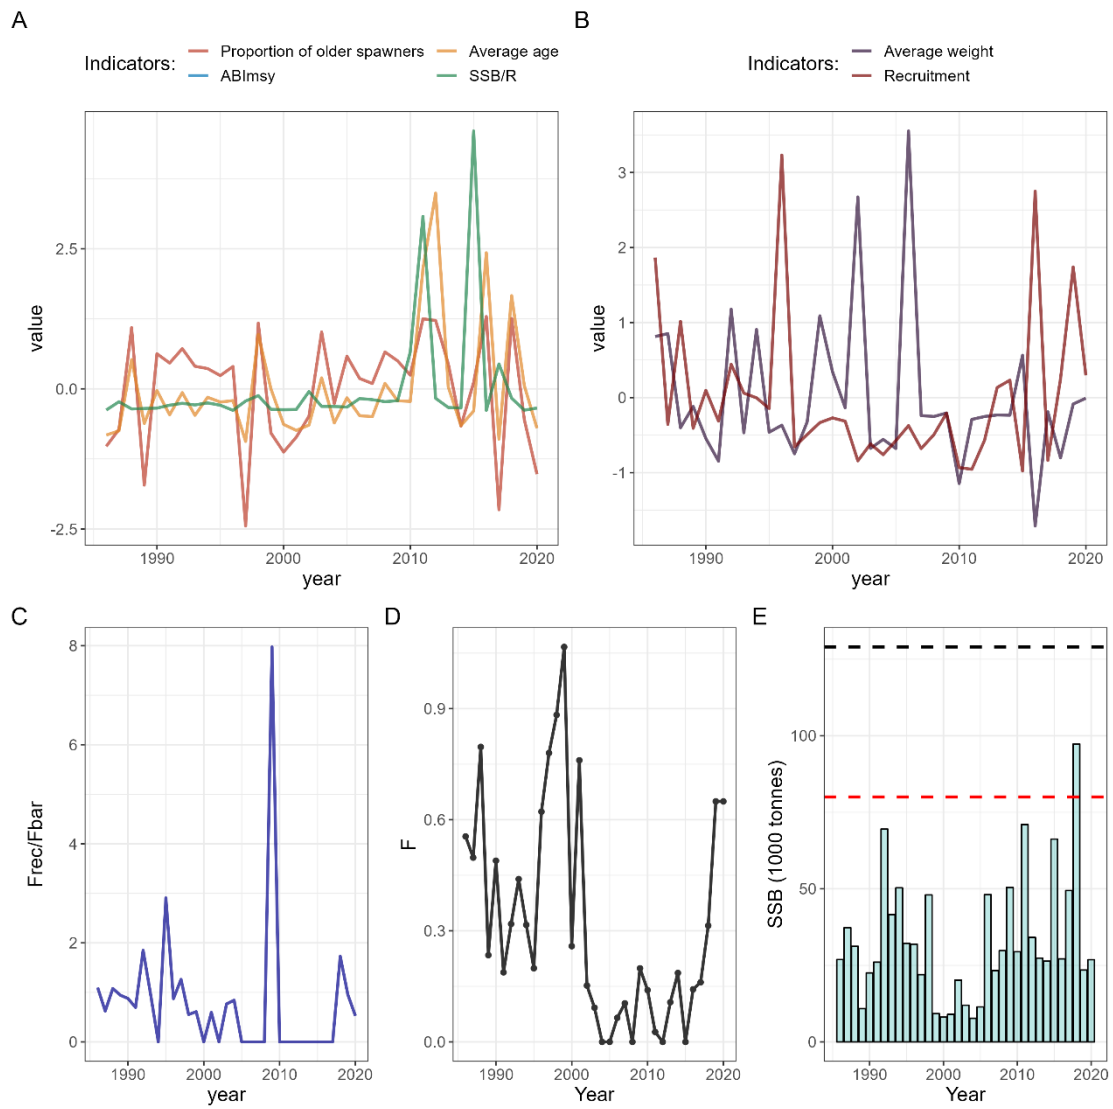 A
Indicators:
Proportion of older spawners
Average age
ABImsy
SSB/R
2.5
0.0
-2.5
value
1990
2000
2010
2020
year
B
Indicators:
Average weight
Recruitment
3
2
1
0
-1
value
1990
2000
2010
2020
year
C
8
6
4
2
0
Frec/Fbar
1990
2000
2010
2020
year
D
0.9
0.6
0.3
0.0
F
1990
2000
2010
2020
Year
E
100
50
0
SSB (1000 tonnes)
1990
2000
2010
2020
Year